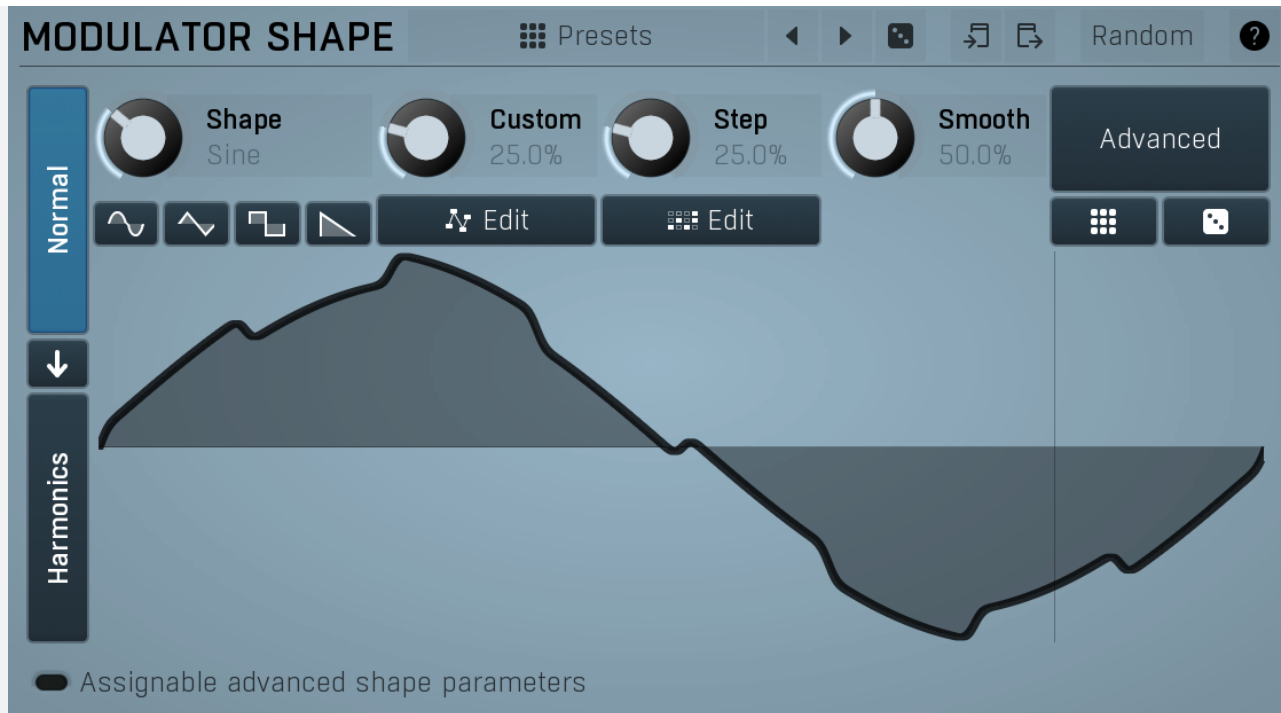 MODULATOR SHAPE Presets Random ?
Normal
Shape
Sine
Custom
25.0%
Step
25.0%
Smooth
50.0%
Advanced
Edit
Edit
Harmonics
Assignable advanced shape parameters